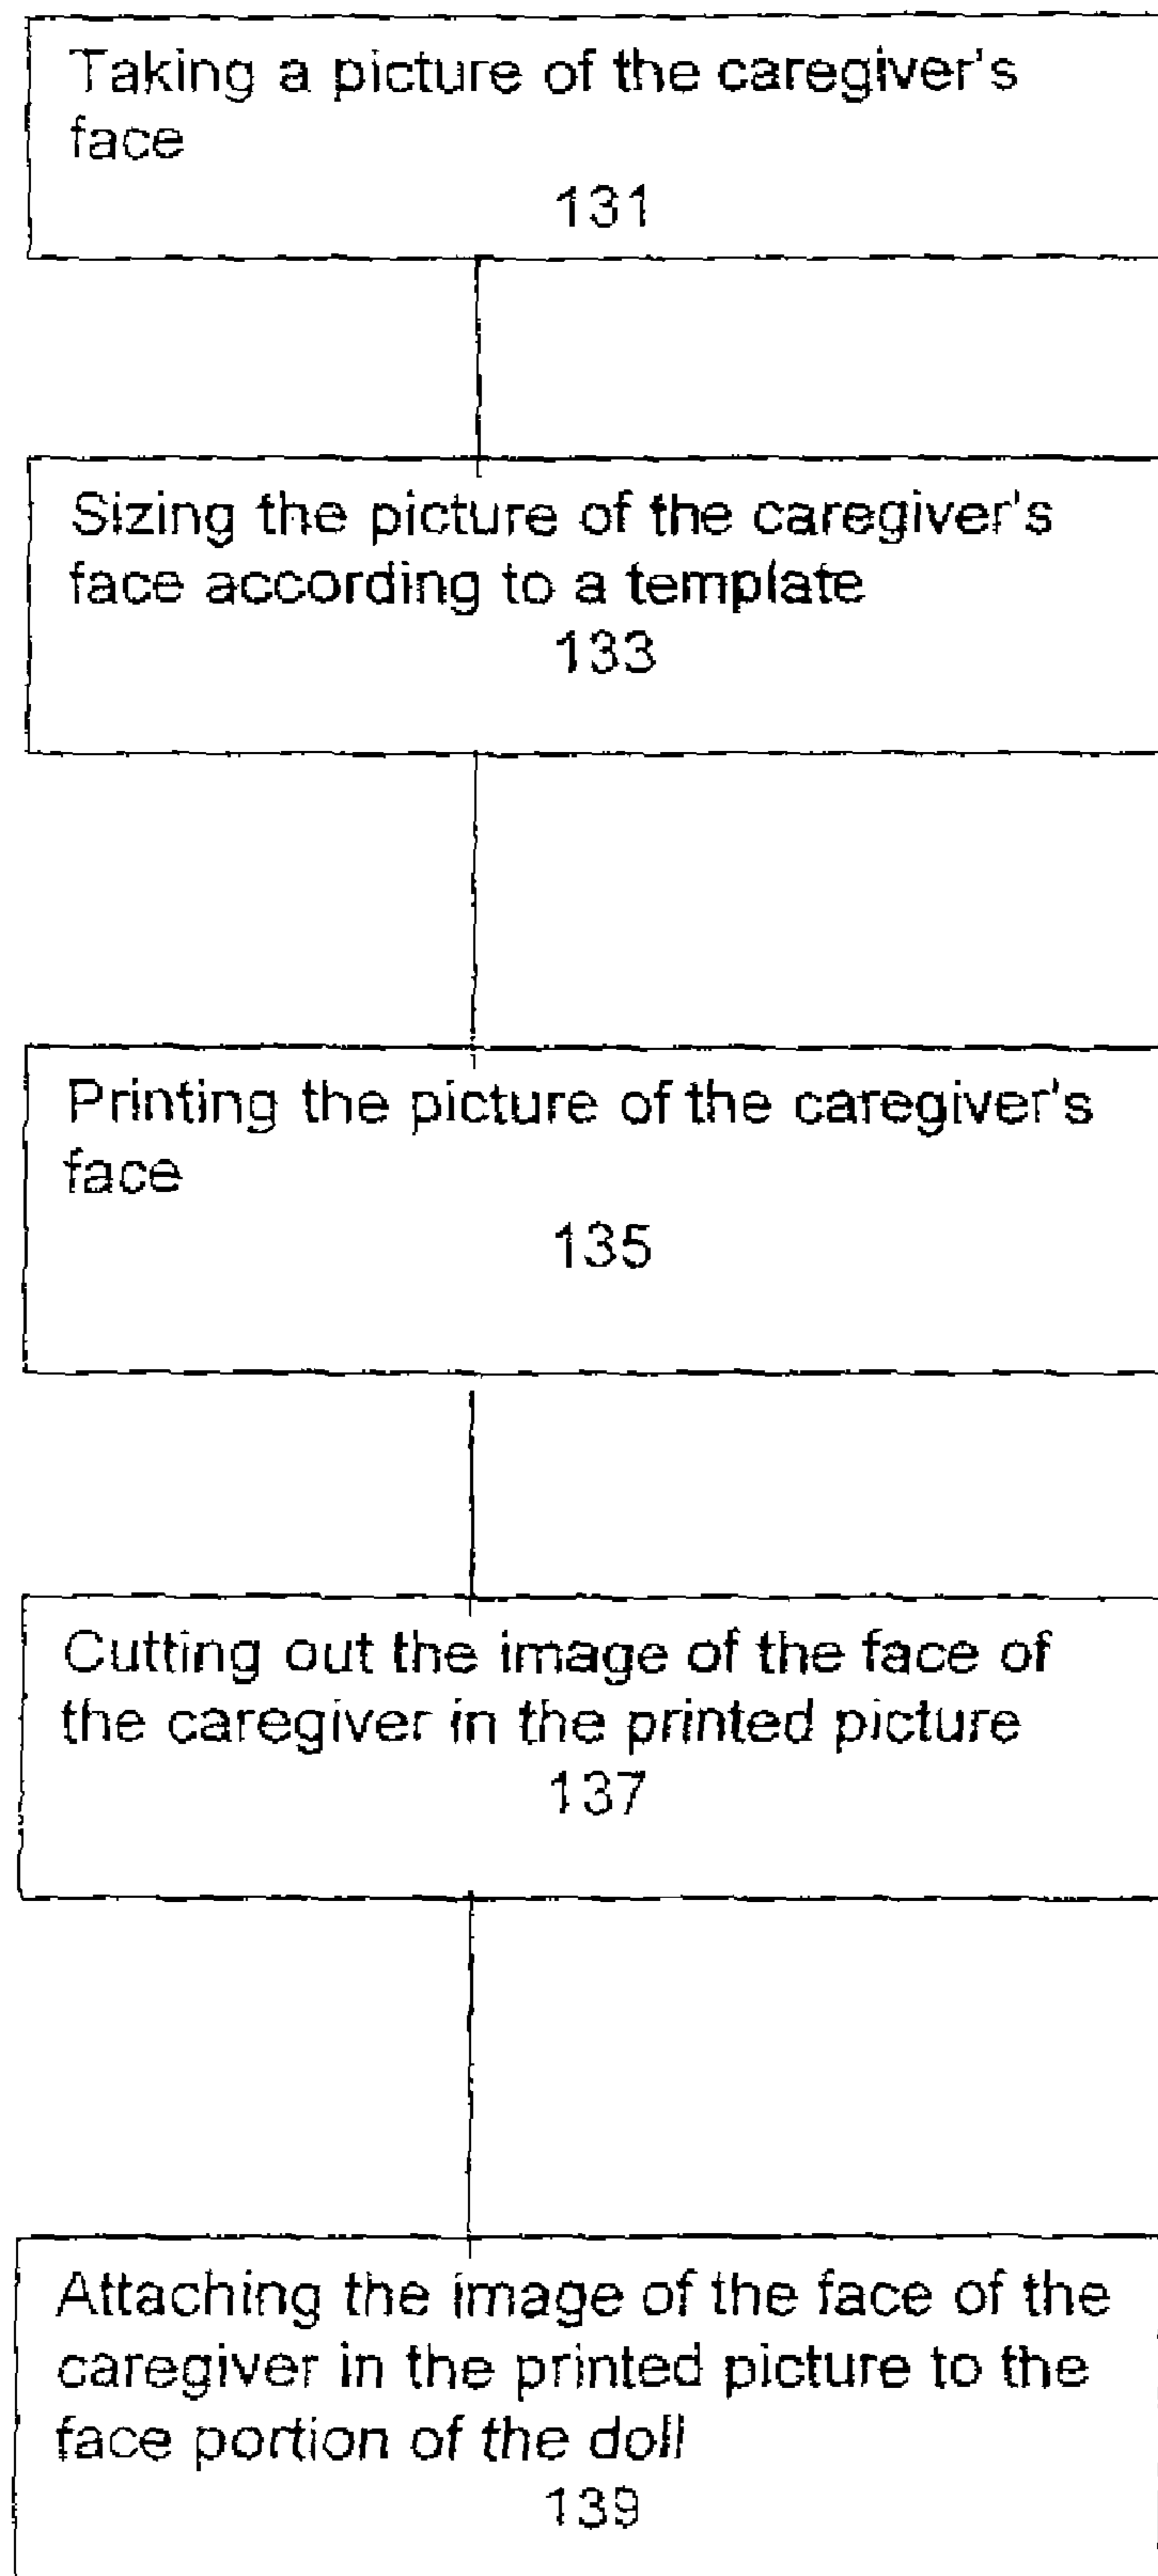 Taking a picture of the caregiver's
face
131
Sizing the picture of the caregiver's
face according to a template
133
Printing the picture of the caregiver's
face
135
Cutting out the image of the face of
the caregiver in the printed picture
137
Attaching the image of the face of the
caregiver in the printed picture to the
face portion of the doll
139